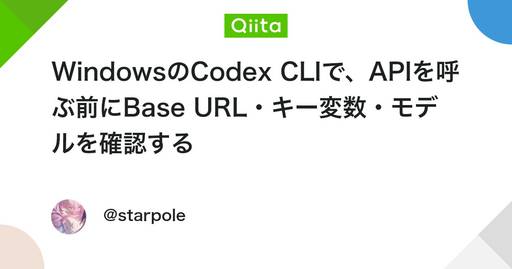 Qiita
WindowsのCodex CLIで、APIを呼
ぶ前にBase URL・キー変数・モデ
ルを確認する
@starpole